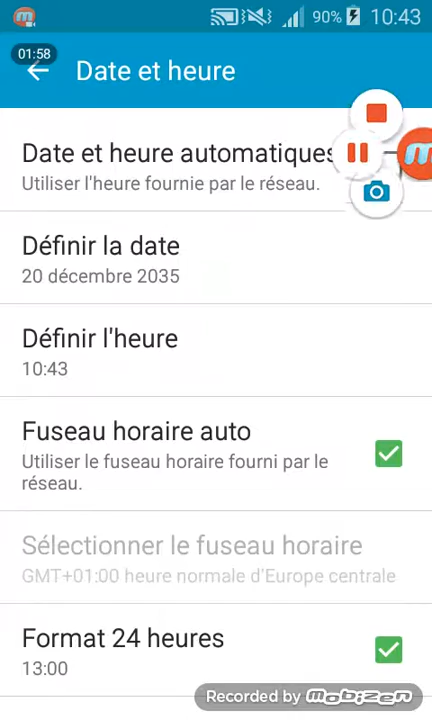 90% 10:43
01:58
Date et heure
Date et heure automatiques
Utiliser l'heure fournie par le réseau.
Définir la date
20 décembre 2035
Définir l'heure
10:43
Fuseau horaire auto
Utiliser le fuseau horaire fourni par le
réseau.
Sélectionner le fuseau horaire
GMT+01:00 heure normale d'Europe centrale
Format 24 heures
13:00
Recorded by mobizen